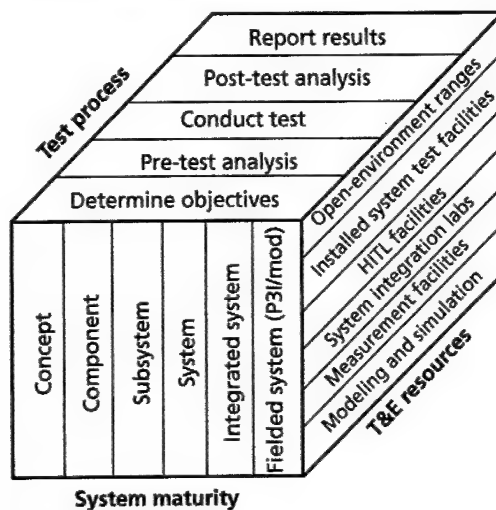 Test process
Report results
Post-test analysis
Conduct test
Pre-test analysis
Determine objectives
Open-environment ranges
Installed system test facilities
HITL facilities
System integration labs
Measurement facilities
Modeling and simulation
T&E resources
Concept
Component
Subsystem
System
Integrated system
Fielded system (P3I/mod)
System maturity